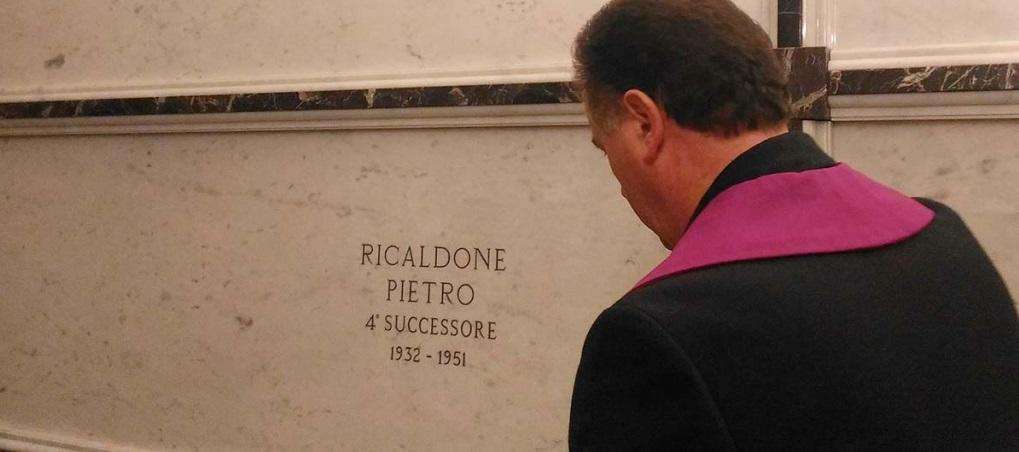 RICALDONE
PIETRO
4° SUCCESSORE
1932 - 1951